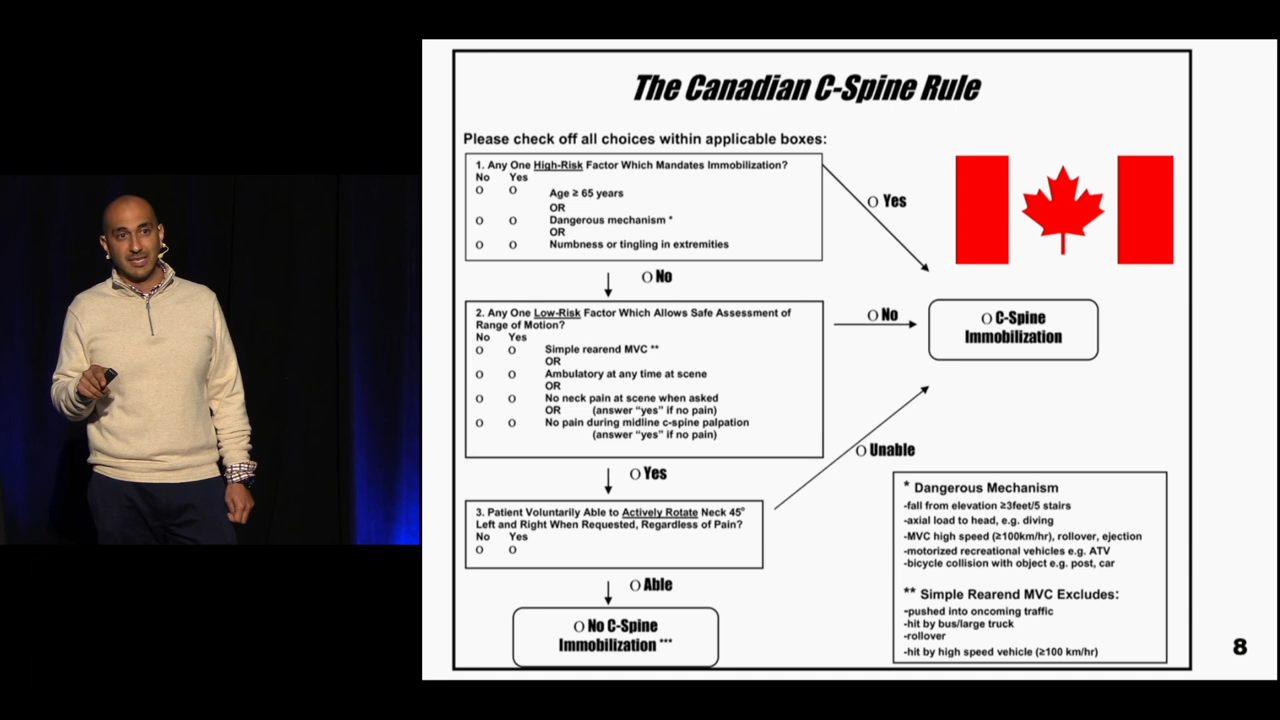 The Canadian C-Spine Rule
Please check off all choices within applicable boxes:
1. Any One High-Risk Factor Which Mandates Immobilization?
No Yes
O O Age ≥ 65 years
OR
O O Dangerous mechanism *
OR
O O Numbness or tingling in extremities
O Yes
O No
2. Any One Low-Risk Factor Which Allows Safe Assessment of
Range of Motion?
No Yes
O O Simple rearend MVC **
OR
O O Ambulatory at any time at scene
OR
O O No neck pain at scene when asked
OR (answer “yes” if no pain)
O O No pain during midline c-spine palpation
(answer “yes” if no pain)
O No
O C-Spine
Immobilization
O Yes
O Unable
3. Patient Voluntarily Able to Actively Rotate Neck 45°
Left and Right When Requested, Regardless of Pain?
No Yes
O O
O Able
O No C-Spine
Immobilization ***
* Dangerous Mechanism
-fall from elevation ≥3feet/5 stairs
-axial load to head, e.g. diving
-MVC high speed (≥100km/hr), rollover, ejection
-motorized recreational vehicles e.g. ATV
-bicycle collision with object e.g. post, car
** Simple Rearend MVC Excludes:
-pushed into oncoming traffic
-hit by bus/large truck
-rollover
-hit by high speed vehicle (≥100 km/hr)
8